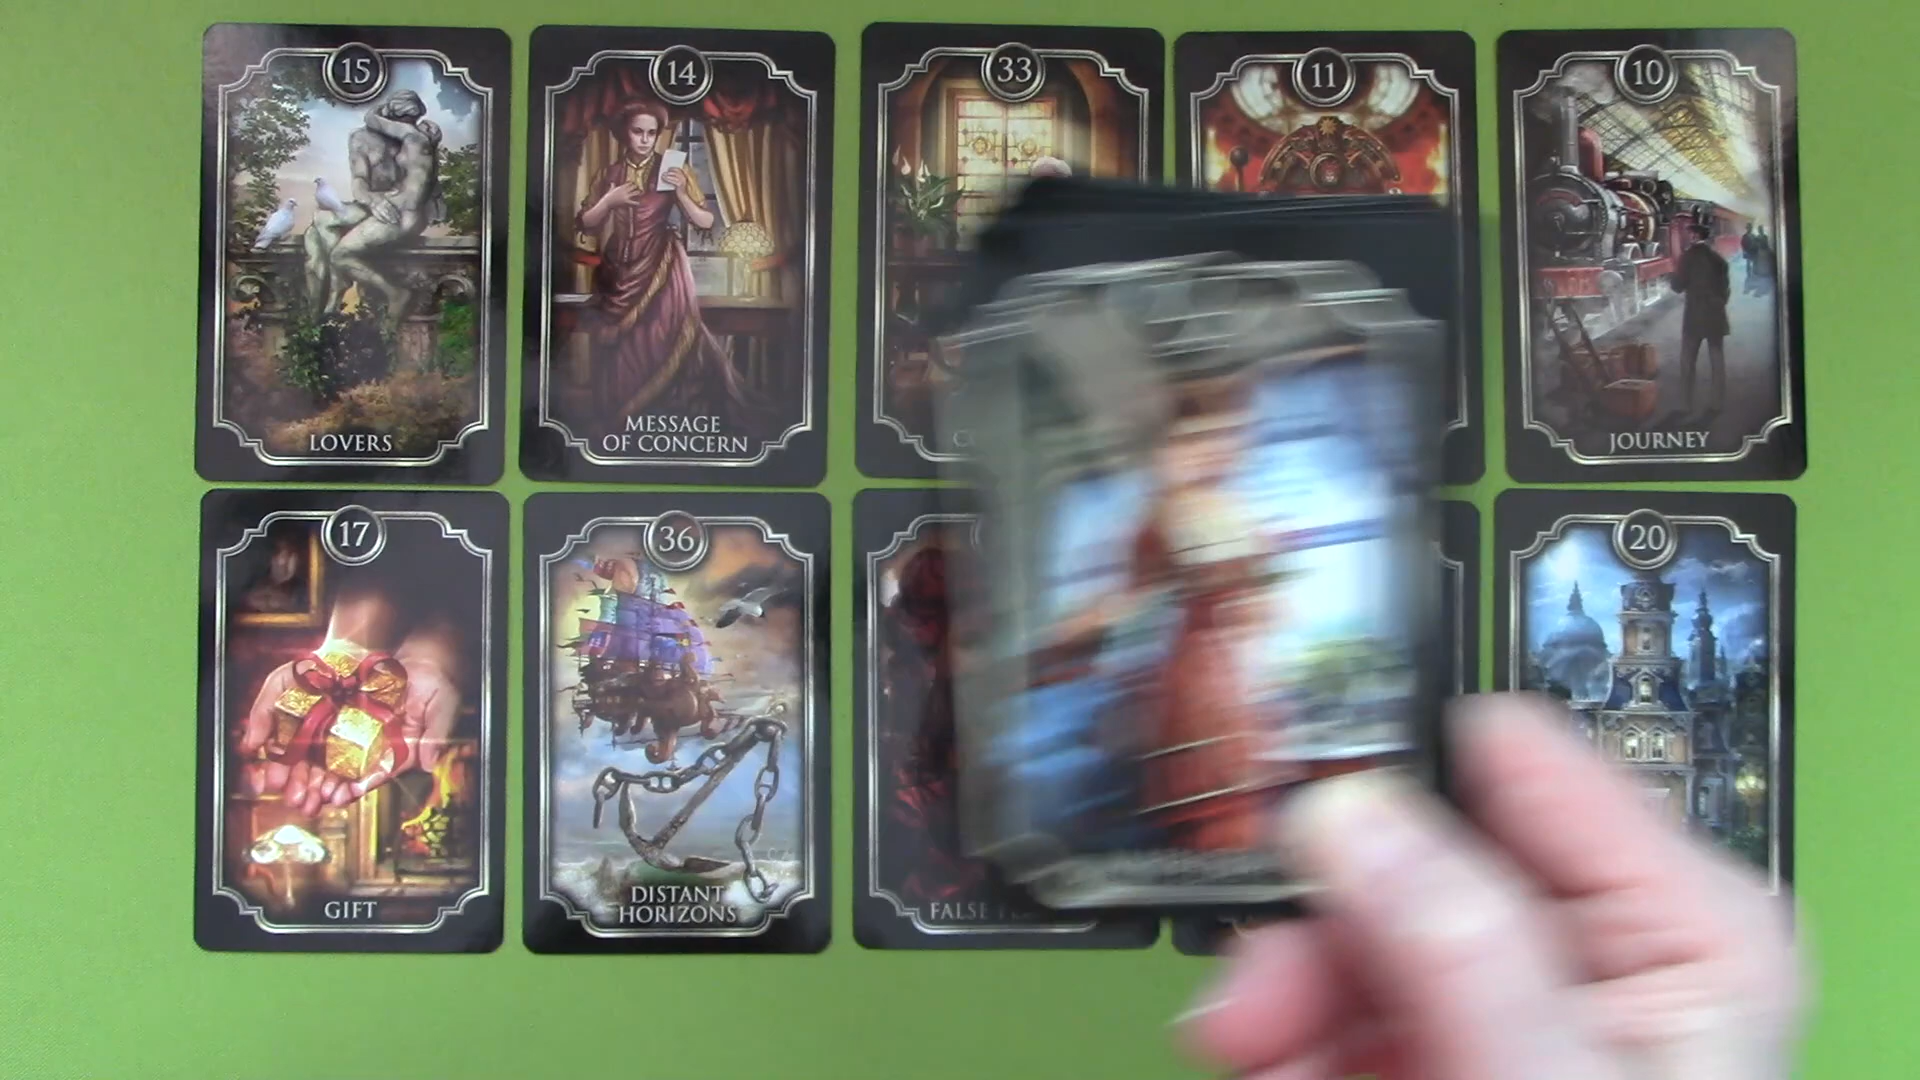 15
14
33
11
10
LOVERS
MESSAGE
OF CONCERN
JOURNEY
17
36
20
GIFT
DISTANT
HORIZONS
FALSE